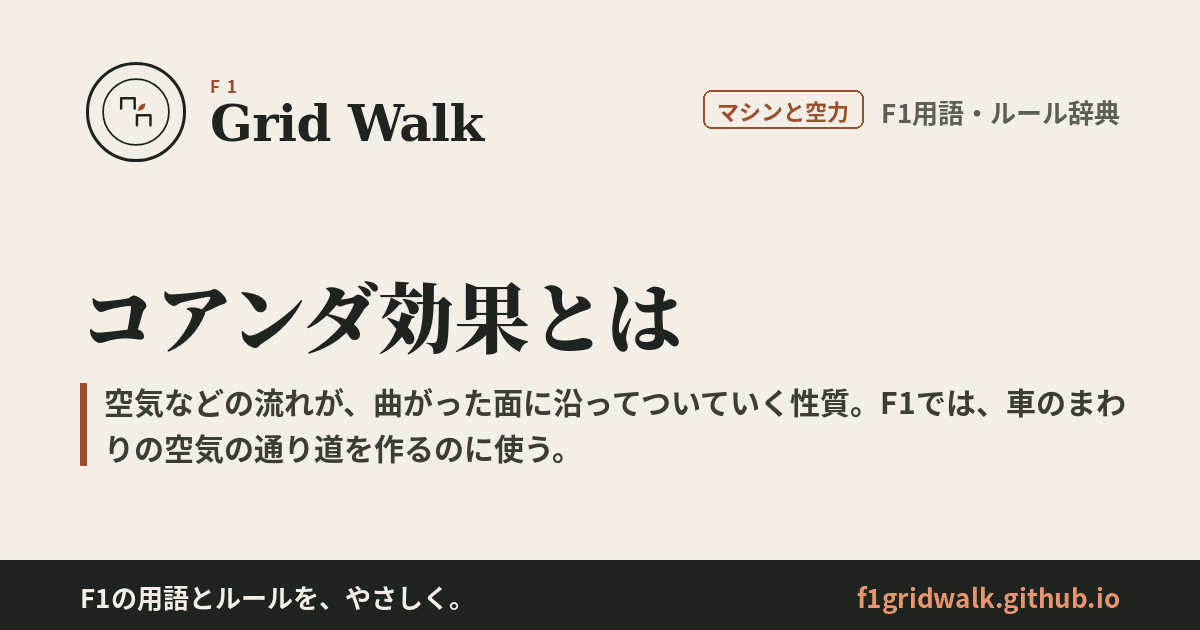 F1
Grid Walk
マシンと空力
F1用語・ルール辞典
コアンダ効果とは
空気などの流れが、曲がった面に沿ってついていく性質。F1では、車のまわ
りの空気の通り道を作るのに使う。
F1の用語とルールを、やさしく。
f1gridwalk.github.io